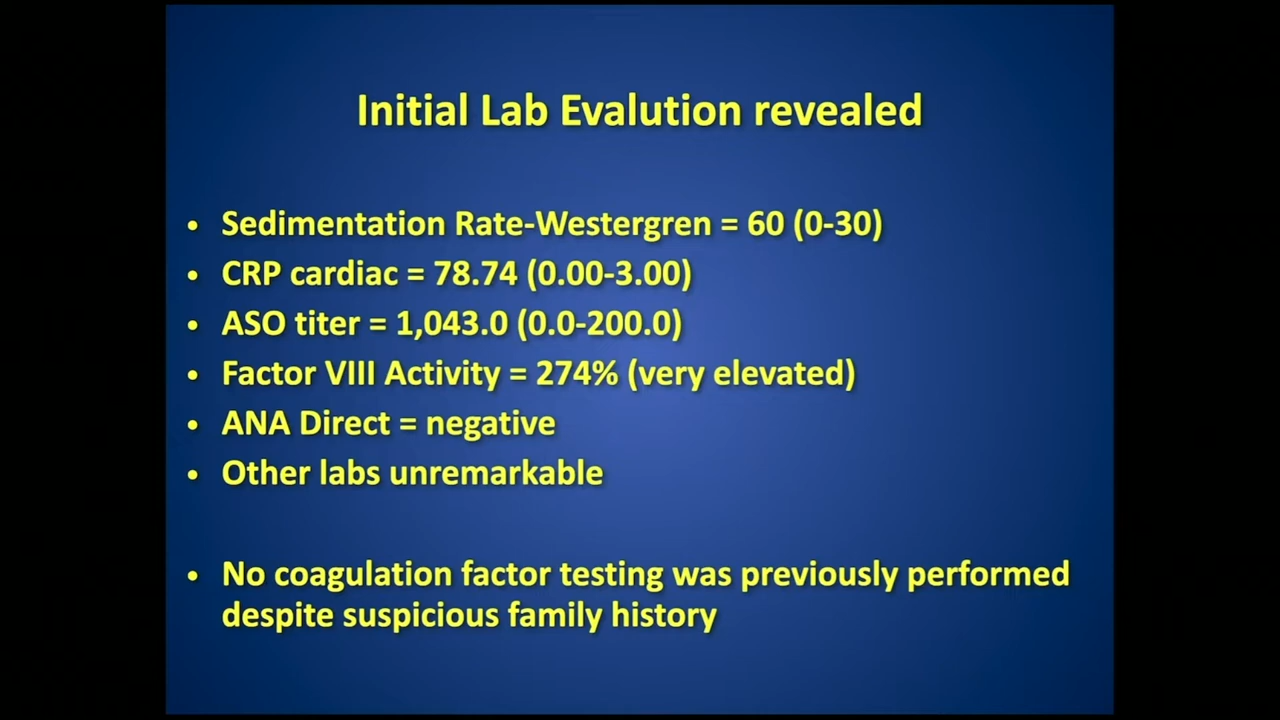 Initial Lab Evalution revealed
• Sedimentation Rate-Westergren = 60 (0-30)
• CRP cardiac = 78.74 (0.00-3.00)
• ASO titer = 1,043.0 (0.0-200.0)
• Factor VIII Activity = 274% (very elevated)
• ANA Direct = negative
• Other labs unremarkable
• No coagulation factor testing was previously performed
despite suspicious family history